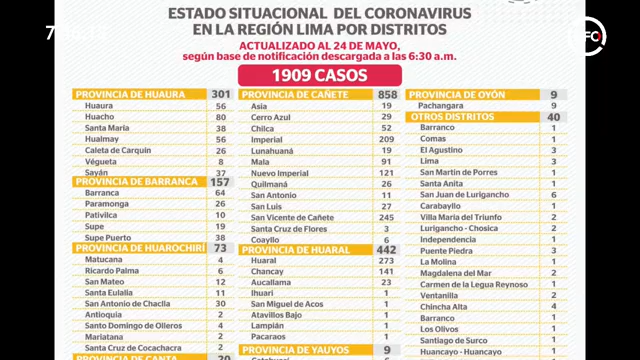 ESTADO SITUACIONAL DEL CORONAVIRUS
EN LA REGIÓN LIMA POR DISTRITOS
ACTUALIZADO AL 24 DE MAYO,
según base de notificación descargada a las 6:30 a.m.
1909 CASOS
PROVINCIA DE HUAURA 301
Huaura 56
Huacho 80
Santa María 38
Hualmay 56
Caleta de Carquin 26
Végueta 8
Sayán 37
PROVINCIA DE BARRANCA 157
Barranca 64
Paramonga 26
Pativilca 10
Supe 19
Supe Puerto 38
PROVINCIA DE HUAROCHIRÍ 73
Matucana 4
Ricardo Palma 6
San Mateo 12
Santa Eulalia 11
San Antonio de Chaclla 30
Antioquia 2
Santo Domingo de Olleros 4
Mariatana 2
Santa Cruz de Cocachacra 2
PROVINCIA DE CANTA 20
PROVINCIA DE CAÑETE 858
Asia 19
Cerro Azul 29
Chilca 52
Imperial 209
Lunahuaná 19
Mala 91
Nuevo Imperial 121
Quilmaná 26
San Antonio 11
San Luis 27
San Vicente de Cañete 245
Santa Cruz de Flores 3
Coayllo 6
PROVINCIA DE HUARAL 442
Huaral 273
Chancay 141
Aucallama 23
Ihuari 1
San Miguel de Acos 1
Atavillos Bajo 1
Lampián 1
Pacaraos 1
PROVINCIA DE YAUYOS 9
PROVINCIA DE OYÓN 9
Pachangara 9
OTROS DISTRITOS 40
Barranco 1
Comas 1
El Agustino 3
Lima 3
San Martín de Porres 1
Santa Anita 1
San Juan de Lurigancho 6
Carabayllo 1
Villa María del Triunfo 2
Lurigancho - Chosica 2
Independencia 1
Puente Piedra 3
La Molina 1
Magdalena del Mar 2
Carmen de la Legua Reynoso 1
Ventanilla 2
Chincha Alta 4
Barranco 1
Los Olivos 1
Santiago de Surco 1
Huancayo - Huancayo 1